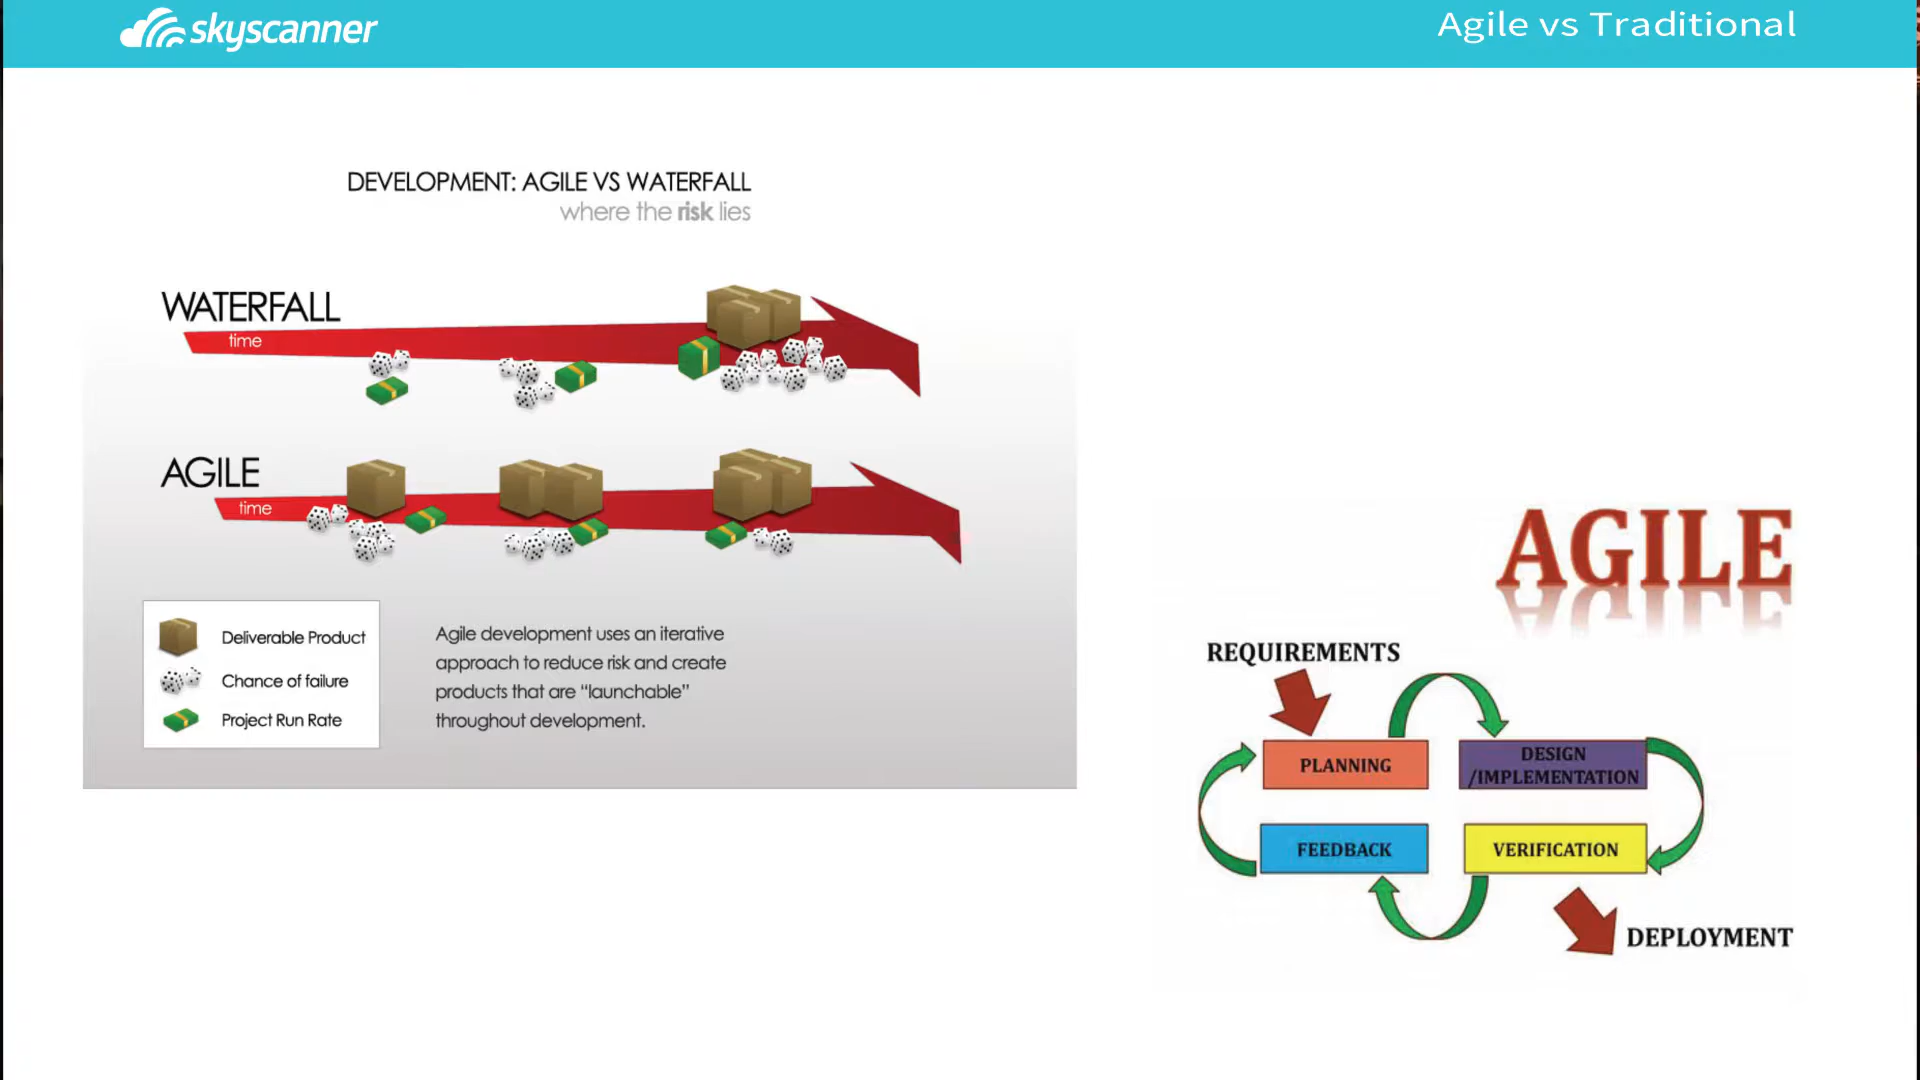 skyscanner
Agile vs Traditional
DEVELOPMENT: AGILE VS WATERFALL
where the risk lies
WATERFALL
time
AGILE
time
Deliverable Product
Chance of failure
Project Run Rate
Agile development uses an iterative
approach to reduce risk and create
products that are “launchable”
throughout development.
AGILE
REQUIREMENTS
PLANNING
DESIGN
/IMPLEMENTATION
FEEDBACK
VERIFICATION
DEPLOYMENT